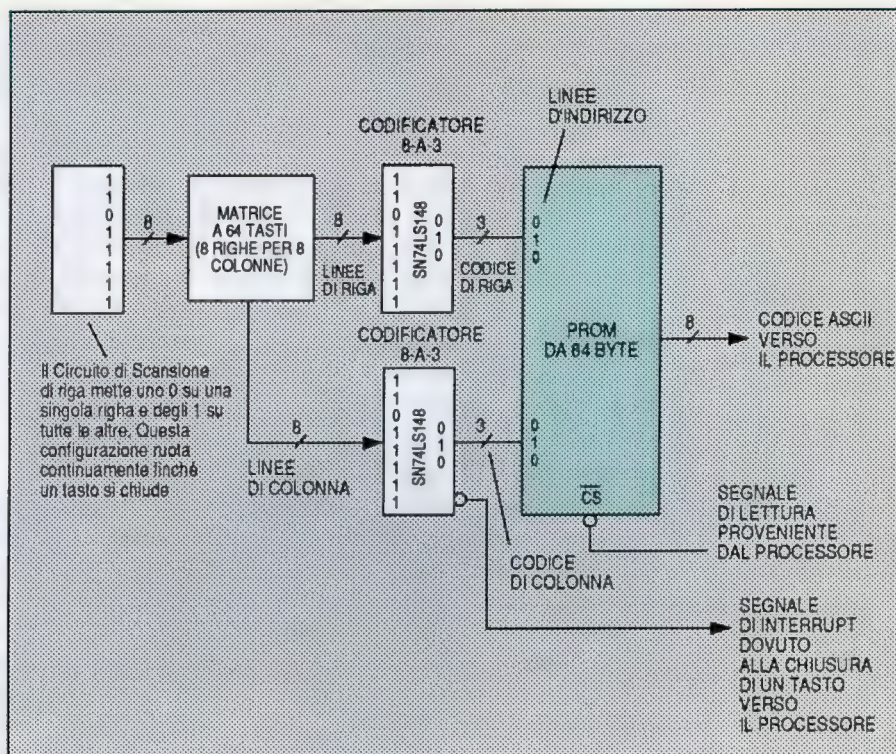 LINEE
D'INDIRIZZO
CODIFICATORE
8-A-3
1
1
0
1
1
1
1
1
8
MATRICE
A 64 TASTI
(8 RIGHE PER 8
COLONNE)
8
LINEE
DI RIGA
1
1
0
1
1
1
1
1
SN74LS148
0
1
0
3
CODICE
DI RIGA
0
1
0
PROM
DA 64 BYTE
8
CODICE ASCII
VERSO
IL PROCESSORE
Il Circuito di Scansione
di riga mette uno 0 su una
singola righa e degli 1 su
tutte le altre. Questa
configurazione ruota
continuamente finché
un tasto si chiude
CODIFICATORE
8-A-3
8
LINEE
DI COLONNA
1
1
0
1
1
1
1
1
SN74LS148
0
1
0
3
CODICE
DI COLONNA
0
1
0
CS
SEGNALE
DI LETTURA
PROVENIENTE
DAL PROCESSORE
SEGNALE
DI INTERRUPT
DOVUTO
ALLA CHIUSURA
DI UN TASTO
VERSO
IL PROCESSORE